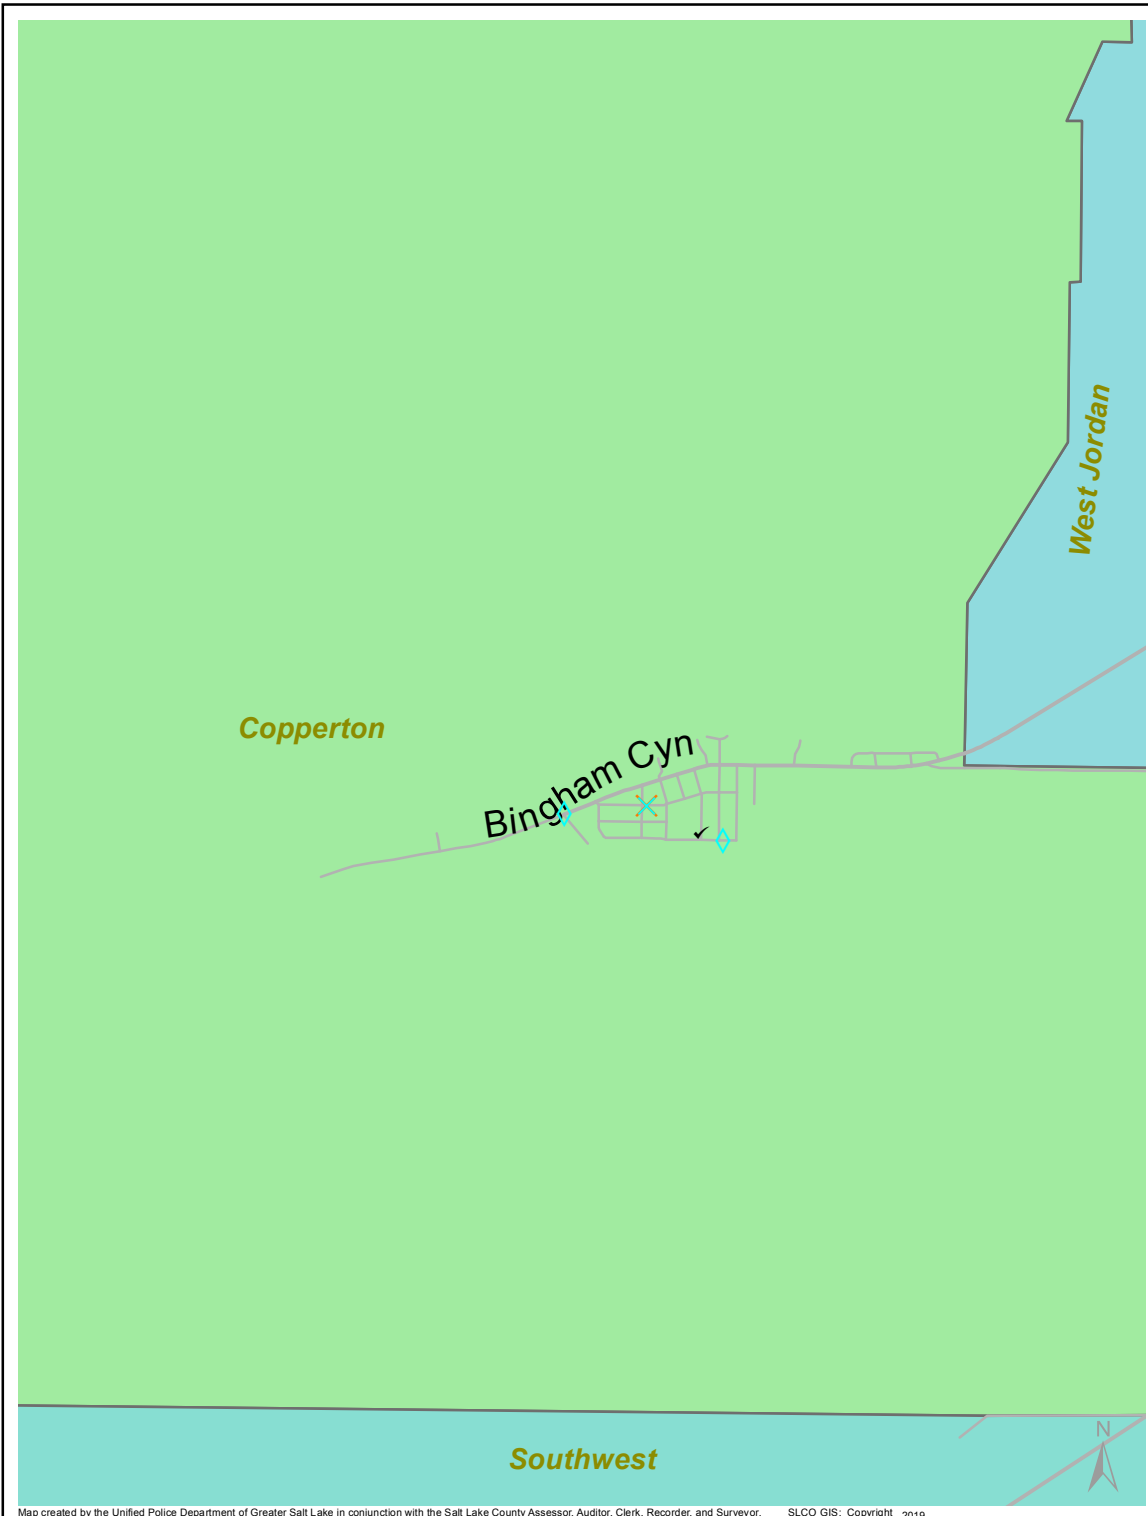 West Jordan
Copperton
Bingham Cyn
Southwest
N
Map created by the Unified Police Department of Greater Salt Lake in conjunction with the Salt Lake County Assessor, Auditor, Clerk, Recorder, and Surveyor. SLCO GIS: Copyright 2019